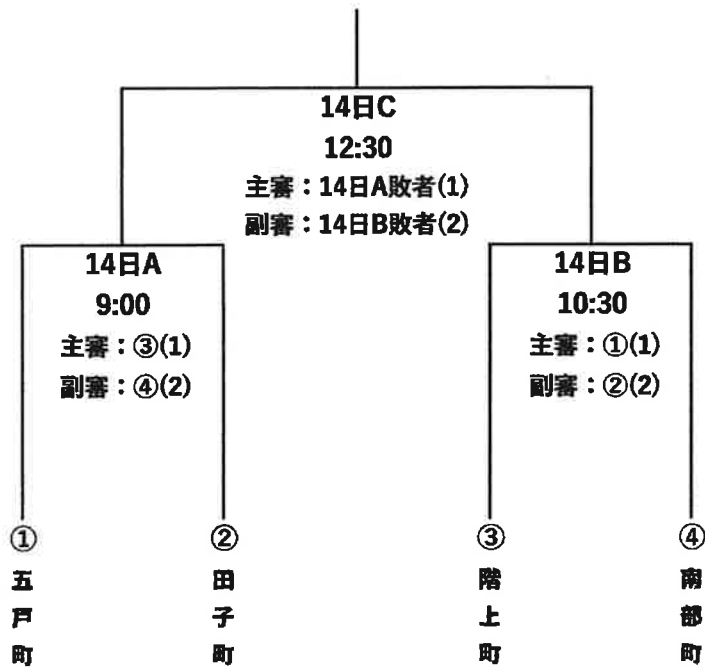 14日C
12:30
主審：14日A敗者(1)
副審：14日B敗者(2)
14日A
9:00
主審：③(1)
副審：④(2)
14日B
10:30
主審：①(1)
副審：②(2)
①
五戸町
②
田子町
③
階上町
④
南部町